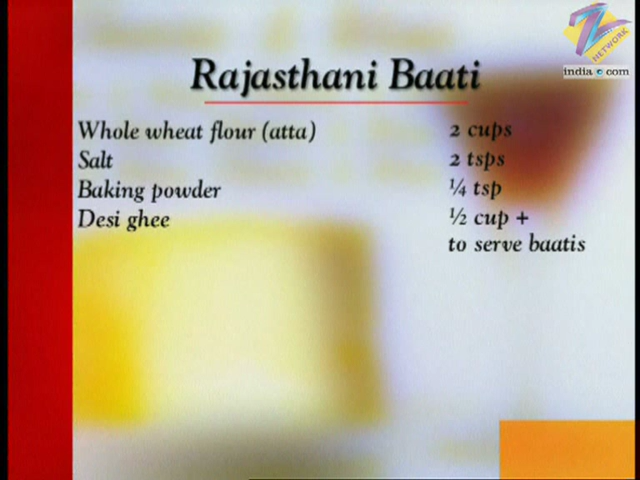 Z
NETWORK
india.com
Rajasthani Baati
Whole wheat flour (atta) 2 cups
Salt 2 tsps
Baking powder ¼ tsp
Desi ghee ½ cup +
to serve baatis